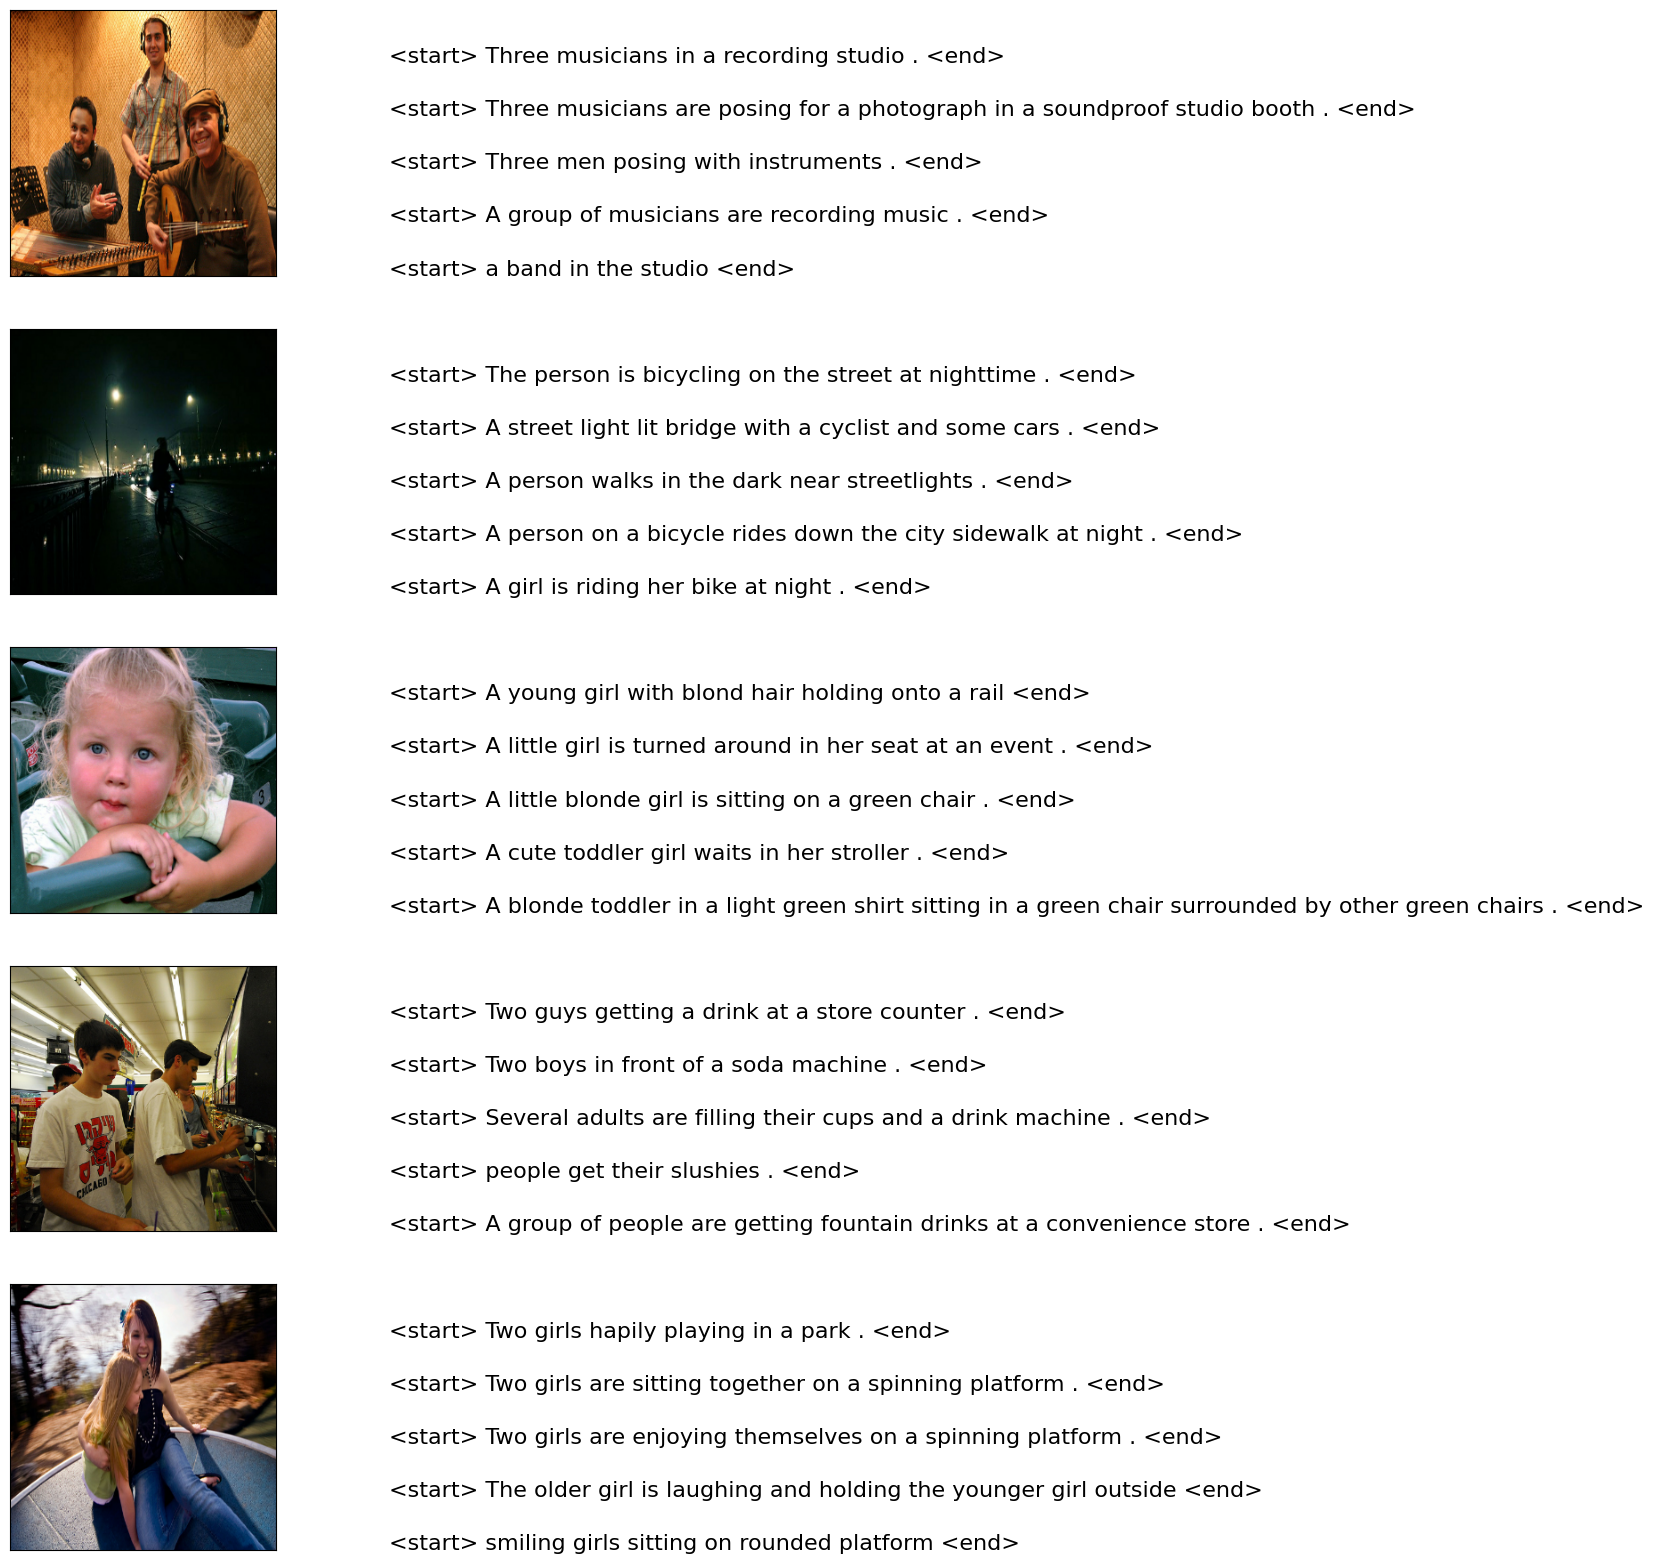 <start> Three musicians in a recording studio . <end>
<start> Three musicians are posing for a photograph in a soundproof studio booth . <end>
<start> Three men posing with instruments . <end>
<start> A group of musicians are recording music . <end>
<start> a band in the studio <end>
<start> The person is bicycling on the street at nighttime . <end>
<start> A street light lit bridge with a cyclist and some cars . <end>
<start> A person walks in the dark near streetlights . <end>
<start> A person on a bicycle rides down the city sidewalk at night . <end>
<start> A girl is riding her bike at night . <end>
<start> A young girl with blond hair holding onto a rail <end>
<start> A little girl is turned around in her seat at an event . <end>
3
<start> A little blonde girl is sitting on a green chair . <end>
<start> A cute toddler girl waits in her stroller . <end>
<start> A blonde toddler in a light green shirt sitting in a green chair surrounded by other green chairs . <end>
<start> Two guys getting a drink at a store counter . <end>
<start> Two boys in front of a soda machine . <end>
<start> Several adults are filling their cups and a drink machine . <end>
<start> people get their slushies . <end>
CHICAGO
<start> A group of people are getting fountain drinks at a convenience store . <end>
<start> Two girls hapily playing in a park . <end>
<start> Two girls are sitting together on a spinning platform . <end>
<start> Two girls are enjoying themselves on a spinning platform . <end>
<start> The older girl is laughing and holding the younger girl outside <end>
<start> smiling girls sitting on rounded platform <end>